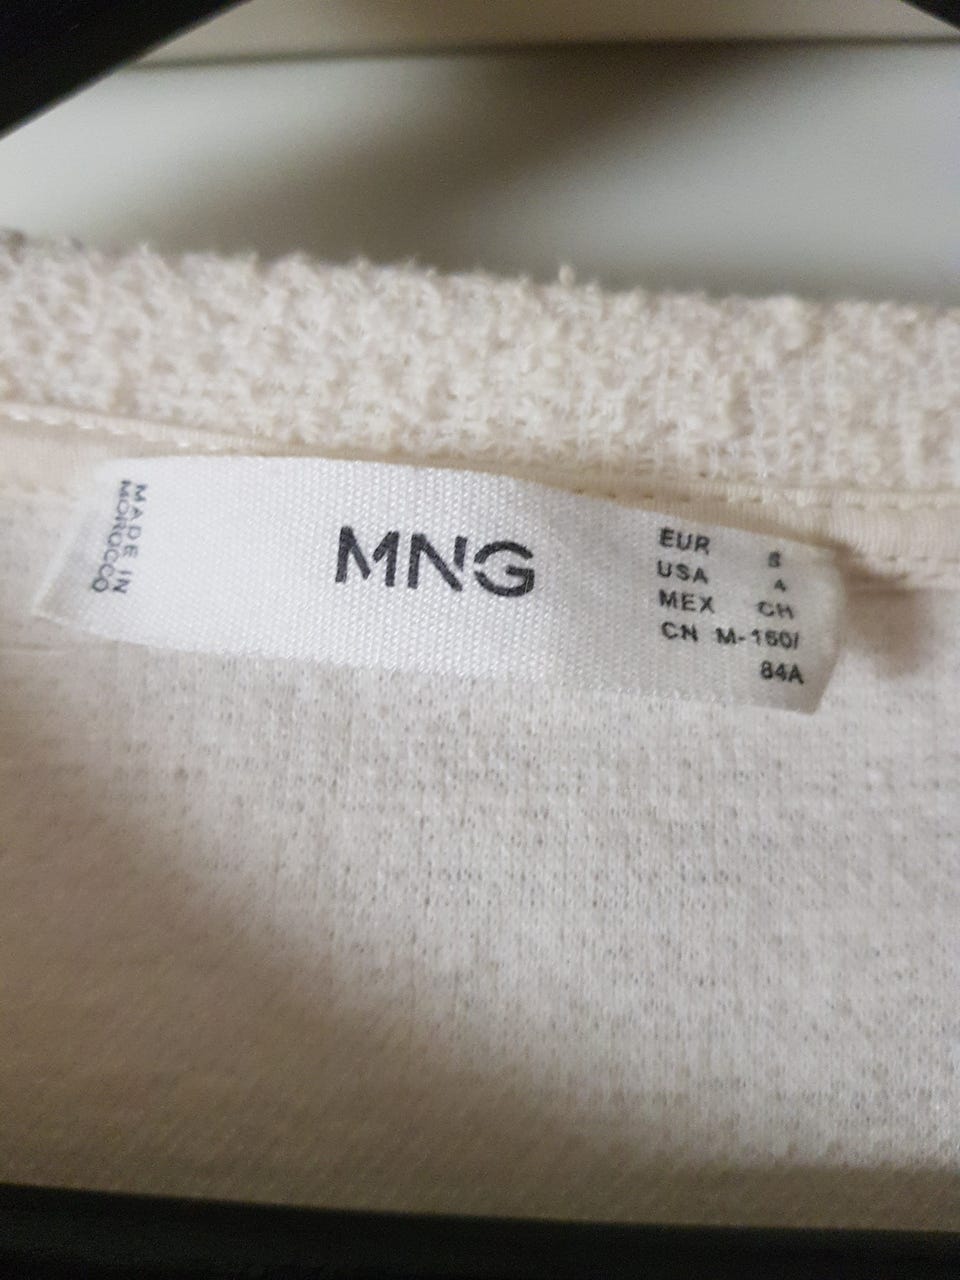 MADE IN
MOROCCO
MNG
EUR S
USA 4
MEX CH
CN M-160/
84A